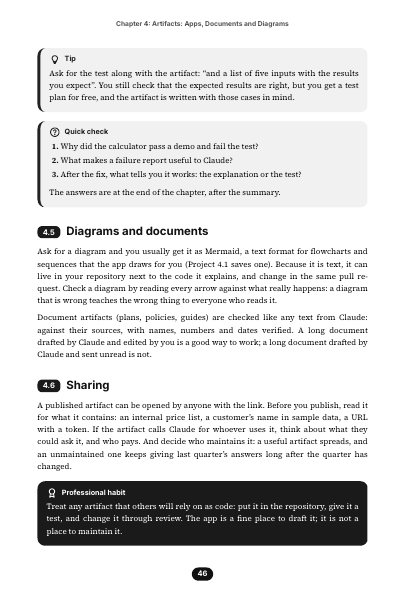 Chapter 4: Artifacts: Apps, Documents and Diagrams
Tip
Ask for the test along with the artifact: “and a list of five inputs with the results
you expect”. You still check that the expected results are right, but you get a test
plan for free, and the artifact is written with those cases in mind.
Quick check
1. Why did the calculator pass a demo and fail the test?
2. What makes a failure report useful to Claude?
3. After the fix, what tells you it works: the explanation or the test?
The answers are at the end of the chapter, after the summary.
4.5 Diagrams and documents
Ask for a diagram and you usually get it as Mermaid, a text format for flowcharts and
sequences that the app draws for you (Project 4.1 saves one). Because it is text, it can
live in your repository next to the code it explains, and change in the same pull re-
quest. Check a diagram by reading every arrow against what really happens: a diagram
that is wrong teaches the wrong thing to everyone who reads it.
Document artifacts (plans, policies, guides) are checked like any text from Claude:
against their sources, with names, numbers and dates verified. A long document
drafted by Claude and edited by you is a good way to work; a long document drafted by
Claude and sent unread is not.
4.6 Sharing
A published artifact can be opened by anyone with the link. Before you publish, read it
for what it contains: an internal price list, a customer’s name in sample data, a URL
with a token. If the artifact calls Claude for whoever uses it, think about what they
could ask it, and who pays. And decide who maintains it: a useful artifact spreads, and
an unmaintained one keeps giving last quarter’s answers long after the quarter has
changed.
Professional habit
Treat any artifact that others will rely on as code: put it in the repository, give it a
test, and change it through review. The app is a fine place to draft it; it is not a
place to maintain it.
46